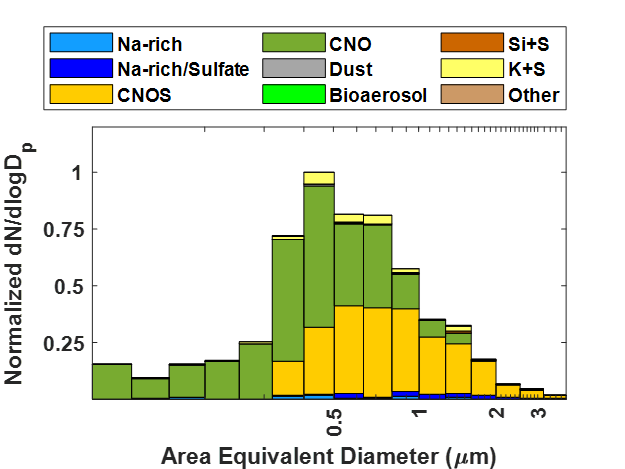 Na-rich CNO Si+S
Na-rich/Sulfate Dust K+S
CNOS Bioaerosol Other
Normalized dN/dlogDp
1
0.75
0.5
0.25
0.5 1 2 3
Area Equivalent Diameter (μm)